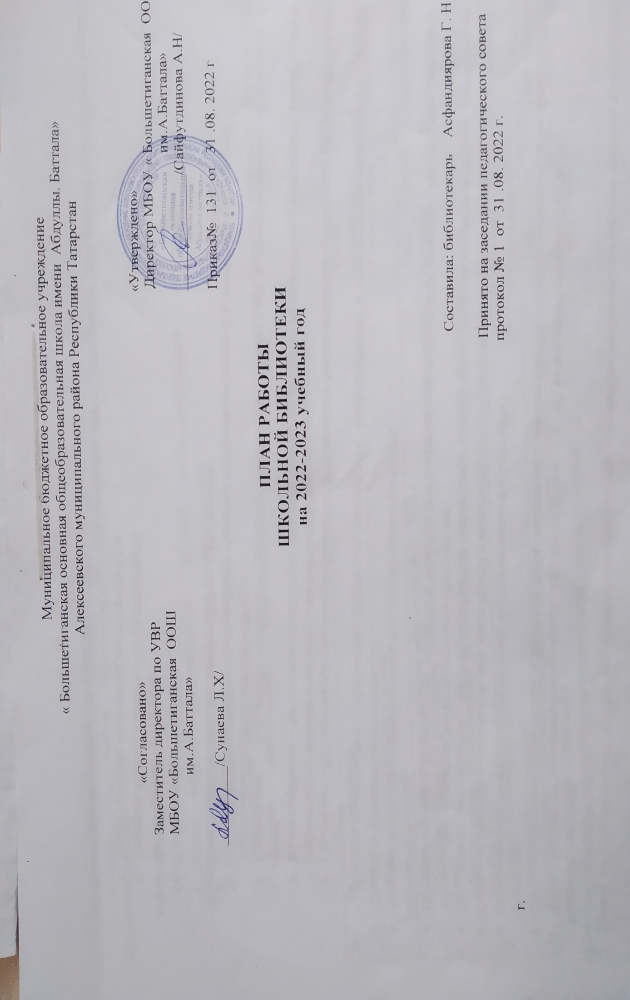 Муниципальное бюджетное образовательное учреждение
« Большетиганская основная общеобразовательная школа имени Абдуллы. Баттала»
Алексеевского муниципального района Республики Татарстан
«Согласовано»
Заместитель директора по УВР
МБОУ «Большетиганская ООШ
им.А.Баттала»
/Сунаева Л.Х/
«Утверждено»
Директор МБОУ « Большетиганская ОО
им.А.Баттала»
/Сайфутдинова А.Н/
Приказ№ 131 от 31 .08. 2022 г
ПЛАН РАБОТЫ
ШКОЛЬНОЙ БИБЛИОТЕКИ
на 2022-2023 учебный год
Составила: библиотекарь Асфандиярова Г. Н
Принято на заседании педагогического совета
протокол № 1 от 31 .08. 2022 г.
г.